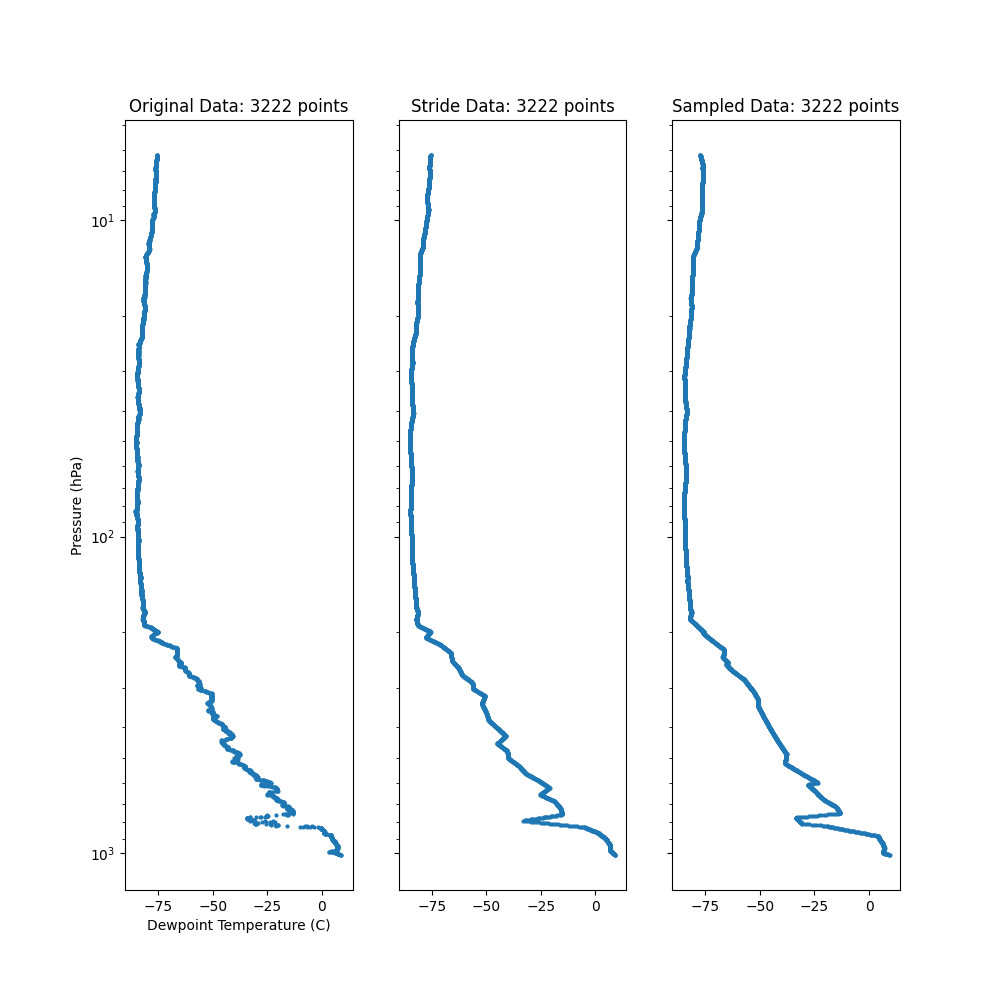 Original Data: 3222 points
Stride Data: 3222 points
Sampled Data: 3222 points
10¹
10²
10³
Pressure (hPa)
−75 −50 −25 0
−75 −50 −25 0
−75 −50 −25 0
Dewpoint Temperature (C)